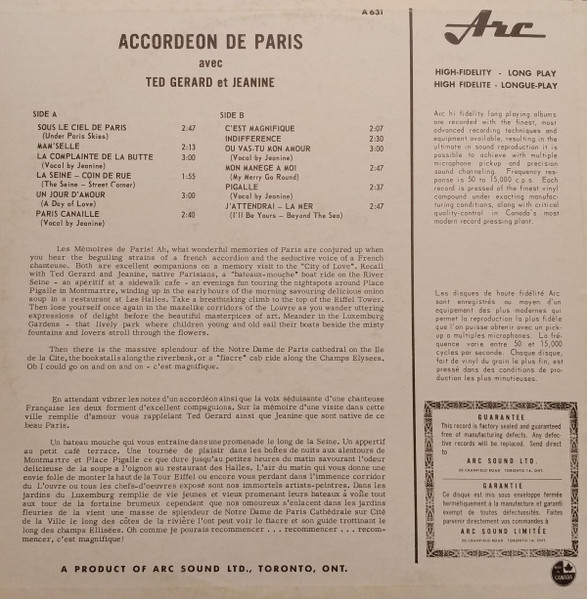 A 631
ACCORDEON DE PARIS
avec
TED GERARD et JEANINE
SIDE A
SOUS LE CIEL DE PARIS 2:47
(Under Paris Skies)
MAM'SELLE 2:13
LA COMPLAINTE DE LA BUTTE 3:00
(Vocal by Jeanine)
LA SEINE - COIN DE RUE 1:55
(The Seine - Street Corner)
UN JOUR D'AMOUR 3:00
(A Day of Love)
PARIS CANAILLE 2:40
(Vocal by Jeanine)
SIDE B
C'EST MAGNIFIQUE 2:07
INDIFFERENCE 2:30
OU VAS-TU MON AMOUR 3:00
(Vocal by Jeanine)
MON MANEGE A MOI 2:47
(My Merry Go Round)
PIGALLE 2:37
(Vocal by Jeanine)
J'ATTENDRAI - LA MER 2:47
(I'll Be Yours - Beyond The Sea)
Les Mémoires de Paris! Ah, what wonderful memories of Paris are conjured up when
you hear the beguiling strains of a french accordion and the seductive voice of a French
chanteuse. Both are excellent companions on a memory visit to the "City of Love". Recall
with Ted Gerard and Jeanine, native Parisians, a "bateaux-mouche" boat ride on the River
Seine - an apéritif at a sidewalk cafe - an evenings fun touring the nightspots around Place
Pigalle in Montmartre, winding up in the early hours of the morning savouring delicious onion
soup in a restaurant at Les Halles. Take a breathtaking climb to the top of the Eiffel Tower.
Then lose yourself once again in the mazelike corridors of the Louvre as you wander uttering
expressions of delight before the beautiful masterpieces of art. Meander in the Luxemburg
Gardens - that lively park where children young and old sail their boats beside the misty
fountains and lovers stroll through the flowers.
Then there is the massive splendour of the Notre Dame de Paris cathedral on the Ile
de la Cite, the bookstalls along the riverbank, or a "fiacre" cab ride along the Champs Elysees.
Oh I could go on and on and on - c'est magnifique.
En attendant vibrer les notes d'un accordéon ainsi que la voix séduisante d'une chanteuse
Française les deux forment d'excellent compagnions. Sur la mémoire d'une visite dans cette
ville remplie d'amour vous rappelant Ted Gerard ainsi que Jeanine que sont native de ce
beau Paris.
Un bateau mouche qui vous entraine dans une promenade le long de la Seine. Un appertif
au petit café terrace. Une tournée de plaisir dans les boîtes de nuits aux alentoures de
Montmartre et Place Pigalle ce que dure jusqu'au petites heures du matin savourant l'odeur
delicieuse de la soupe a l'oignon au restaurant des Halles. L'air du matin qui vous donne une
envie folle de monter la haut de la Tour Eiffel ou encore vous perdant dans l'immence corridor
du L'ouvre ou tous les chefs-d'oeuvres exposé sont nos immortelle artists-peintres. Dans les
jardins du Luxemburg remplie de vie jeunes et vieux promenant leurs bateaux à voîle tout
aux tour de la fortaine brumeux cependant que nos omoureux s'enlacent dans les jardins
fleuries de la vient une masse de splendeur de Notre Dame de Paris Cathedrale sur Cité
de la Ville le long des côtes de la rivière l'ont peut voir le fiacre et son guide trottinant le
long des champs Ellisées. Oh comme je pourais recommencer . . . recommencer . . . recom-
mencer, c'est magnifique!
A PRODUCT OF ARC SOUND LTD., TORONTO, ONT.
Arc
HIGH-FIDELITY - LONG PLAY
HIGH FIDELITE - LONGUE-PLAY
Arc hi fidelity long playing albums
are recorded with the finest, most
advanced recording techniques and
equipment available, resulting in the
ultimate in sound reproduction it is
possible to achieve with multiple
microphone pickup and precision
sound channeling. Frequency res-
ponse is 50 to 15,000 c.p.s. Each
record is pressed of the finest vinyl
compound under exacting manufac-
turing conditions, along with critical
quality-control in Canada's most
modern record pressing plant.
Les disques de haute fidélité Arc
sont enregistrés au moyen d'un
equipement des plus modernes qui
permet la reproduction la plus fidèle
que l'on puisse obtenir avec un pick-
up a multiples microphones. La fré-
quence varie entre 50 et 15,000
cycles par seconde. Chaque disque,
fait de vinyl du grain le plus fin, est
pressé dans des conditions de pro-
duction les plus minutieuses.
GUARANTEE
This record is factory sealed and guaranteed
free of manufacturing defects. Any defec-
tive records will be replaced. Send direct
to
ARC SOUND LTD.
20 CRANFIELD ROAD TORONTO 16, ONT.
GARANTIE
Ce disque est mis sous enveloppe fermée
hermétiquement à la manufacture et garanti
exempt de toutes défectuosités. Faites
parvenir directement vos commandes à
ARC SOUND LIMITÉE
20 CRANFIELD ROAD TORONTO 16, ONT.
CANADA